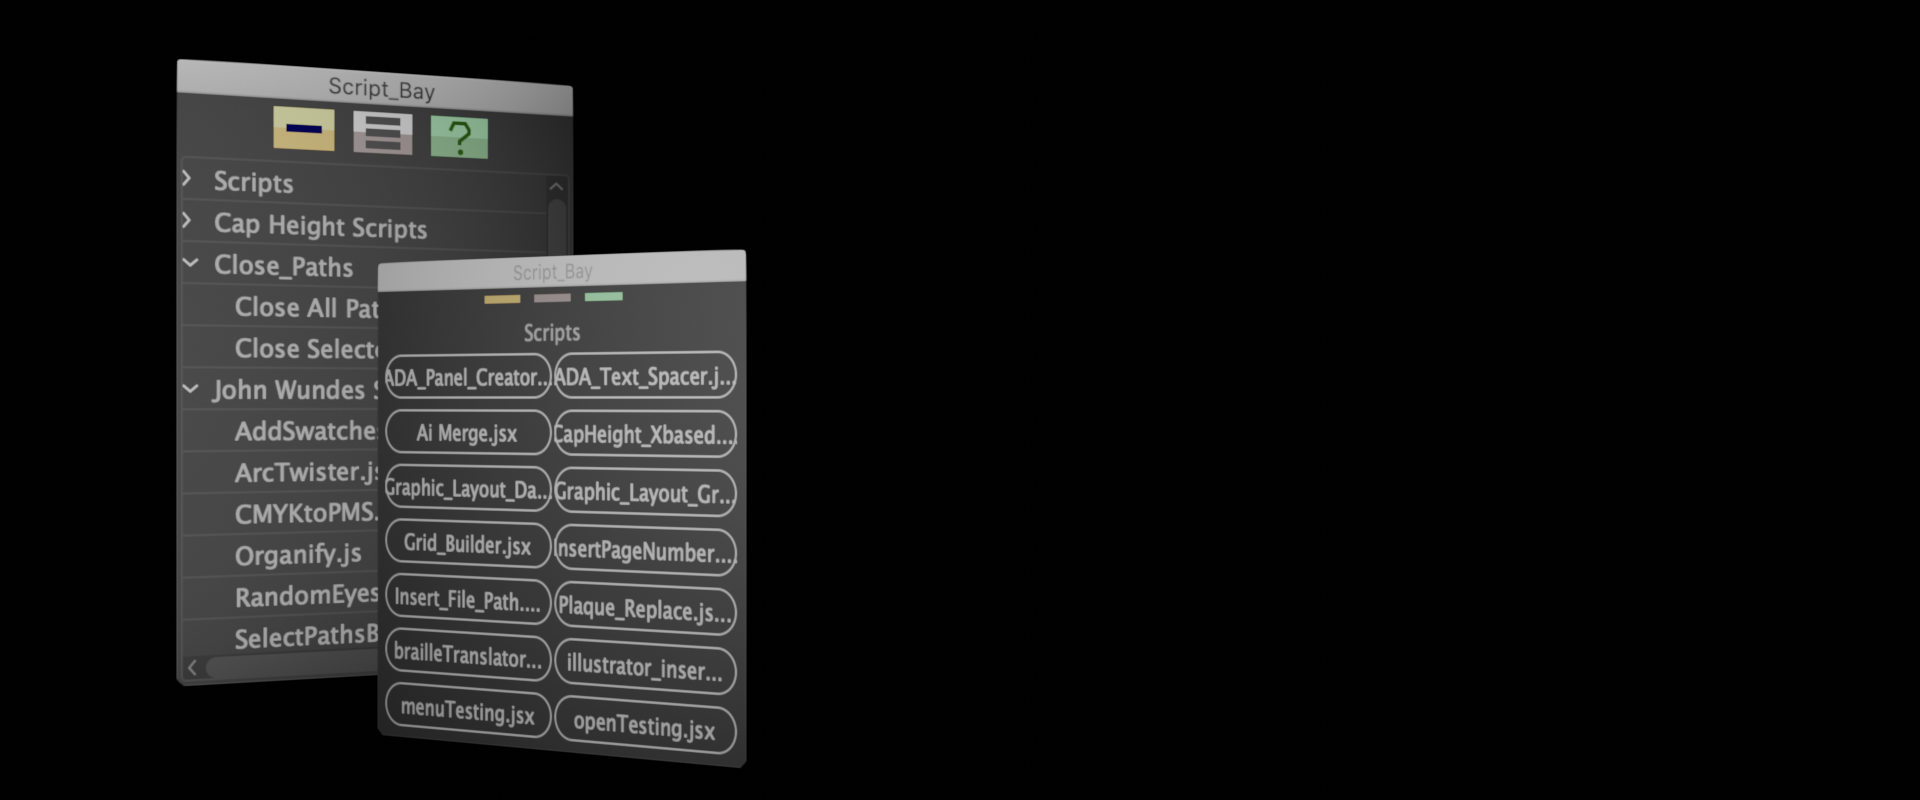 Script_Bay
?
Scripts
Cap Height Scripts
Close_Paths
Close All Pat
Close Select
John Wundes
AddSwatche
ArcTwister.js
CMYKtoPMS.
Organify.js
RandomEyes
SelectPathsB
Script_Bay
Scripts
ADA_Panel_Creator... ADA_Text_Spacer.j...
Ai Merge.jsx CapHeight_Xbased....
Graphic_Layout_Da... Graphic_Layout_Gr...
Grid_Builder.jsx InsertPageNumber....
Insert_File_Path.... Plaque_Replace.js...
brailleTranslator... illustrator_inser...
menuTesting.jsx openTesting.jsx